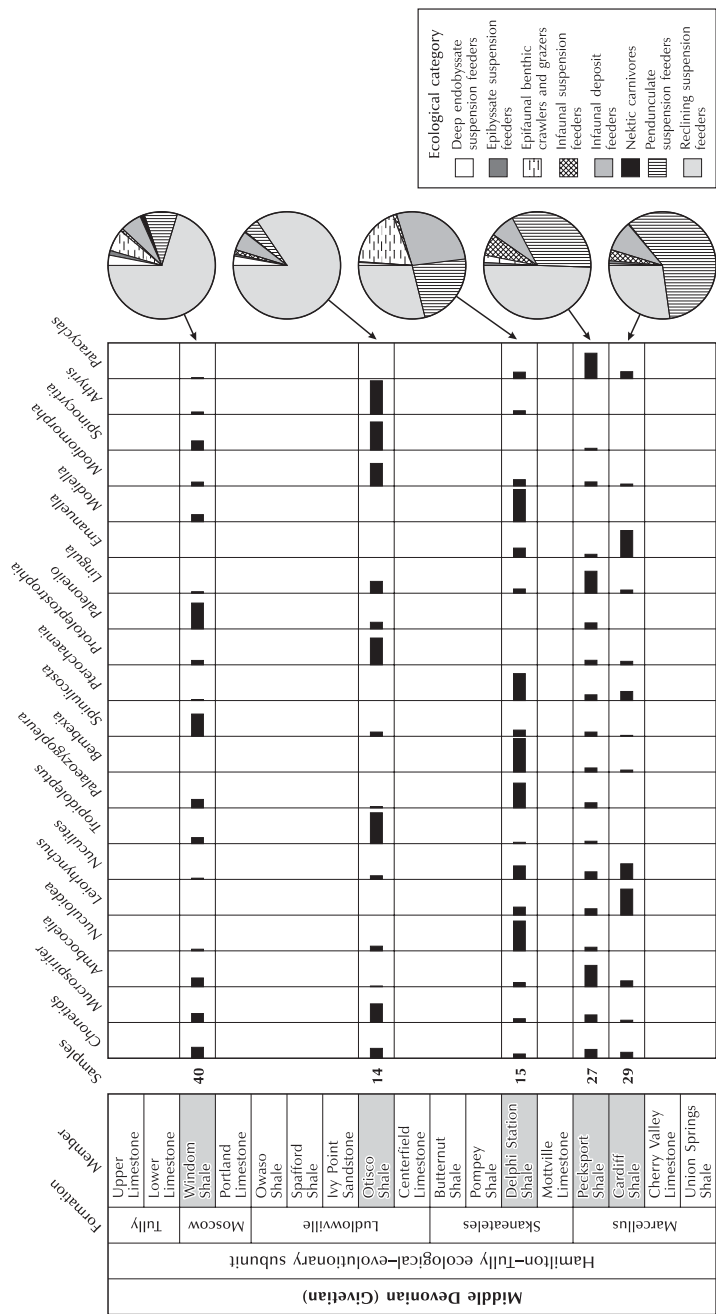 Formation
Member
Samples
Chonetids
Mucrospirifer
Ambocoelia
Nuculoidea
Leiorhynchus
Nuculites
Tropidoleptus
Palaeozygopleura
Bembexia
Spinulicosta
Pterochaenia
Protoleptostrophia
Paleoneilo
Lingula
Emanuella
Modiella
Modiomorpha
Spinocyrtia
Athyris
Paracyclas
Middle Devonian (Givetian)
Hamilton–Tully ecological–evolutionary subunit
Tully
Moscow
Ludlowville
Skaneateles
Marcellus
Upper
Limestone
Lower
Limestone
Windom
Shale
40
Portland
Limestone
Owaso
Shale
Spafford
Shale
Ivy Point
Sandstone
Otisco
Shale
14
Centerfield
Limestone
Butternut
Shale
Pompey
Shale
Delphi Station
Shale
15
Mottville
Limestone
Pecksport
Shale
27
Cardiff
Shale
29
Cherry Valley
Limestone
Union Springs
Shale
Ecological category
Deep endobyssate
suspension feeders
Epibyssate suspension
feeders
Epifaunal benthic
crawlers and grazers
Infaunal suspension
feeders
Infaunal deposit
feeders
Nektic carnivores
Pendunculate
suspension feeders
Reclining suspension
feeders